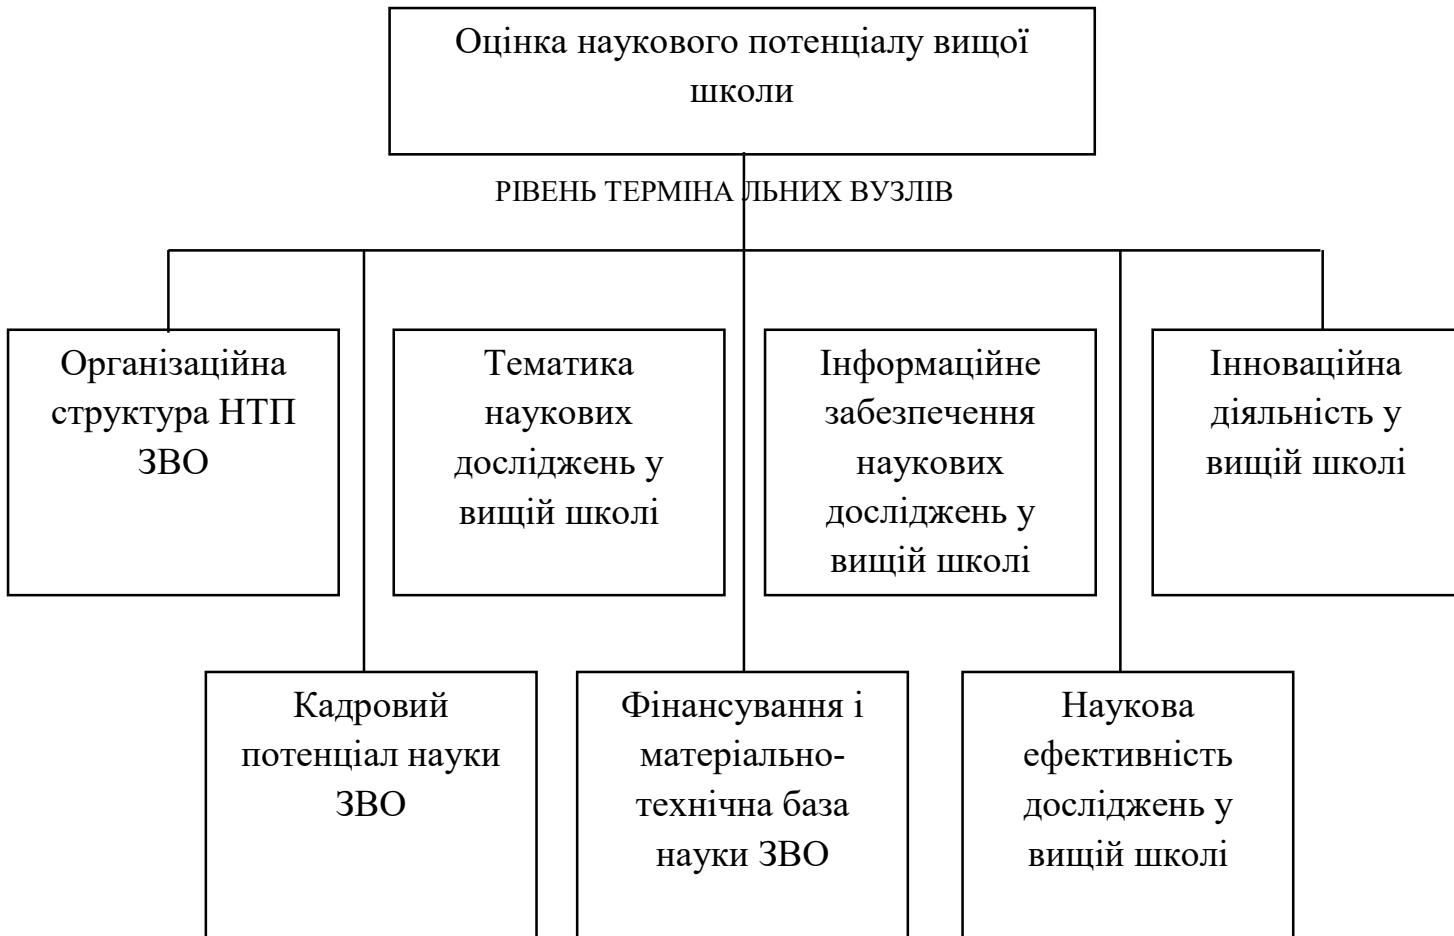 Оцінка наукового потенціалу вищої
школи
РІВЕНЬ ТЕРМІНА ЛЬНИХ ВУЗЛІВ
Організаційна
структура НТП
ЗВО
Тематика
наукових
досліджень у
вищій школі
Інформаційне
забезпечення
наукових
досліджень у
вищій школі
Інноваційна
діяльність у
вищій школі
Кадровий
потенціал науки
ЗВО
Фінансування і
матеріально-
технічна база
науки ЗВО
Наукова
ефективність
досліджень у
вищій школі